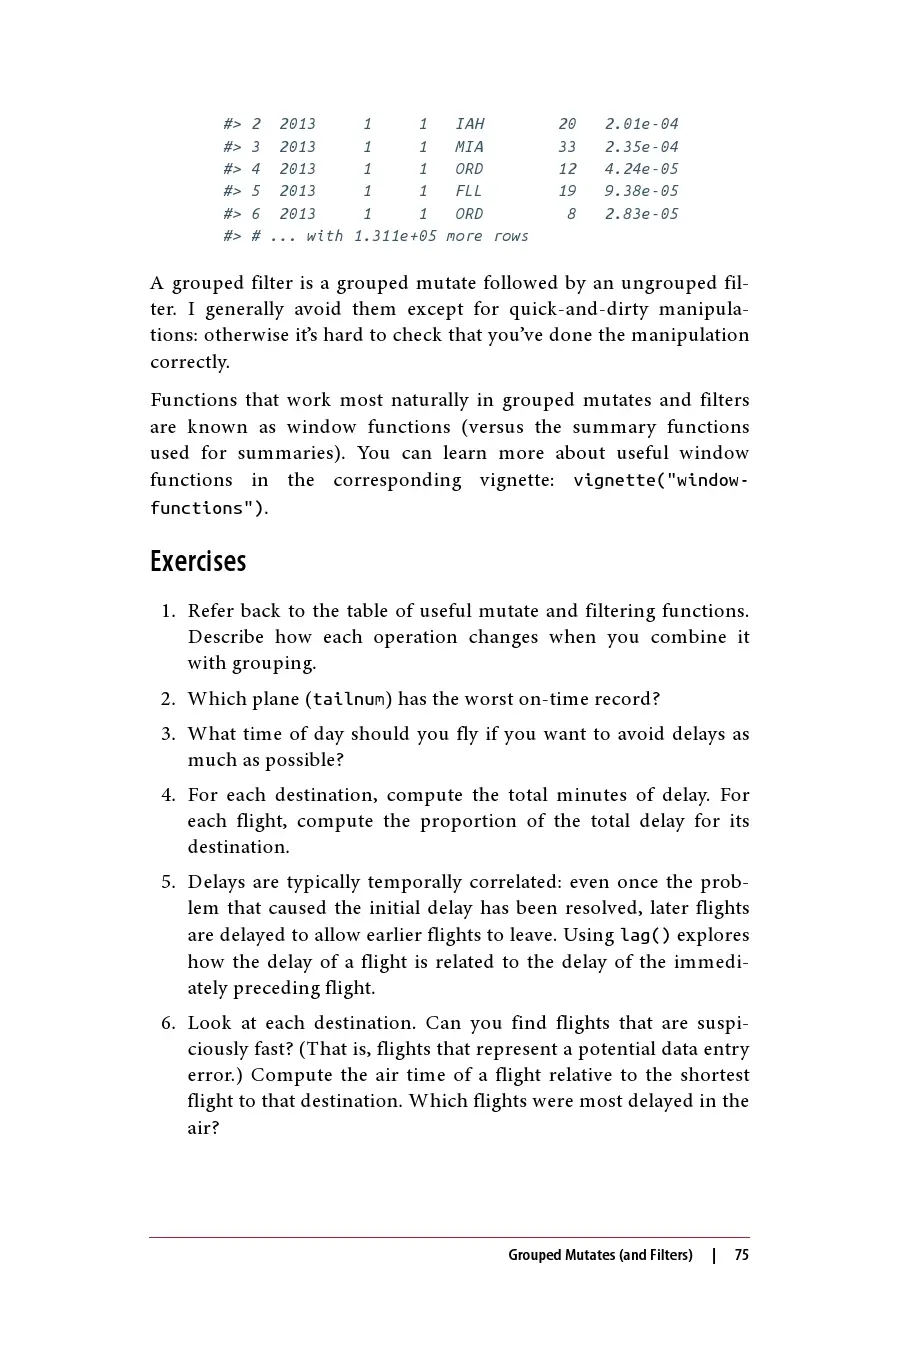 #> 2  2013     1     1   IAH        20   2.01e-04
#> 3  2013     1     1   MIA        33   2.35e-04
#> 4  2013     1     1   ORD        12   4.24e-05
#> 5  2013     1     1   FLL        19   9.38e-05
#> 6  2013     1     1   ORD         8   2.83e-05
#> # ... with 1.311e+05 more rows
A grouped filter is a grouped mutate followed by an ungrouped fil-
ter. I generally avoid them except for quick-and-dirty manipula-
tions: otherwise it’s hard to check that you’ve done the manipulation
correctly.
Functions that work most naturally in grouped mutates and filters
are known as window functions (versus the summary functions
used for summaries). You can learn more about useful window
functions in the corresponding vignette: vignette("window-
functions").
Exercises
1. Refer back to the table of useful mutate and filtering functions.
Describe how each operation changes when you combine it
with grouping.
2. Which plane (tailnum) has the worst on-time record?
3. What time of day should you fly if you want to avoid delays as
much as possible?
4. For each destination, compute the total minutes of delay. For
each flight, compute the proportion of the total delay for its
destination.
5. Delays are typically temporally correlated: even once the prob-
lem that caused the initial delay has been resolved, later flights
are delayed to allow earlier flights to leave. Using lag() explores
how the delay of a flight is related to the delay of the immedi-
ately preceding flight.
6. Look at each destination. Can you find flights that are suspi-
ciously fast? (That is, flights that represent a potential data entry
error.) Compute the air time of a flight relative to the shortest
flight to that destination. Which flights were most delayed in the
air?
Grouped Mutates (and Filters) | 75